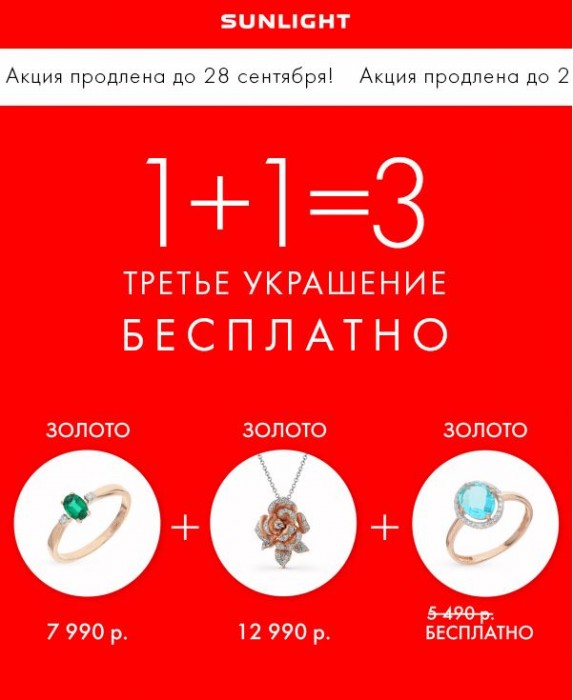 SUNLIGHT
Акция продлена до 28 сентября! Акция продлена до 2
1+1=3
ТРЕТЬЕ УКРАШЕНИЕ
БЕСПЛАТНО
ЗОЛОТО ЗОЛОТО ЗОЛОТО
+ +
7 990 р. 12 990 р. 5 490 р.
БЕСПЛАТНО